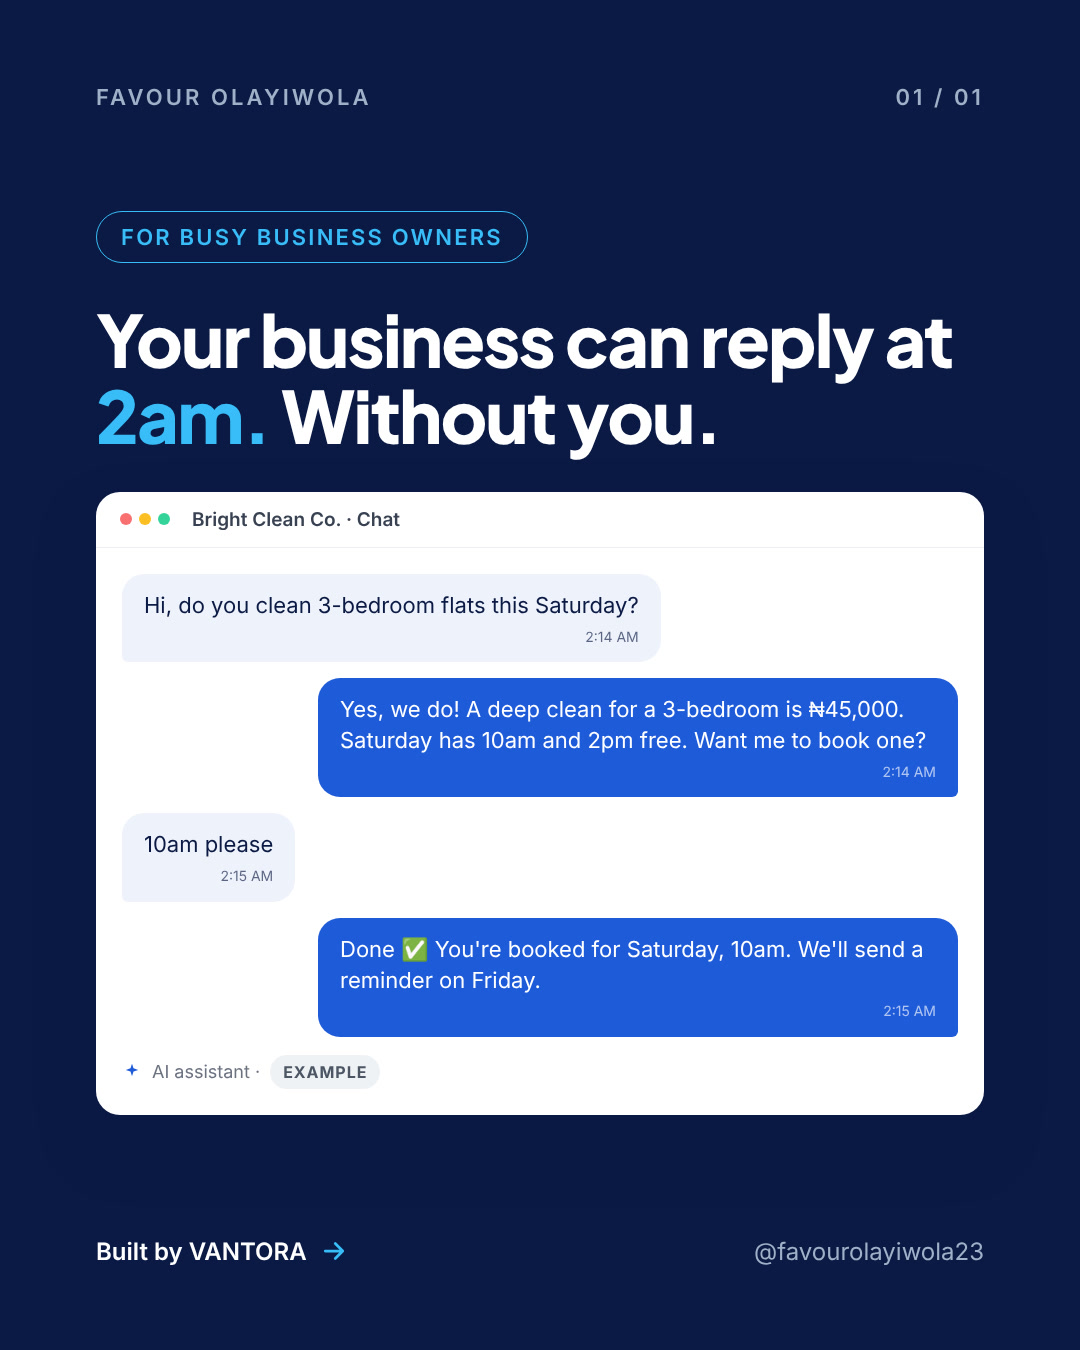 FAVOUR OLAYIWOLA
01 / 01
FOR BUSY BUSINESS OWNERS
Your business can reply at
2am. Without you.
Bright Clean Co. · Chat
Hi, do you clean 3-bedroom flats this Saturday?
2:14 AM
Yes, we do! A deep clean for a 3-bedroom is ₦45,000.
Saturday has 10am and 2pm free. Want me to book one?
2:14 AM
10am please
2:15 AM
Done ✅ You're booked for Saturday, 10am. We'll send a
reminder on Friday.
2:15 AM
AI assistant · EXAMPLE
Built by VANTORA →
@favourolayiwola23